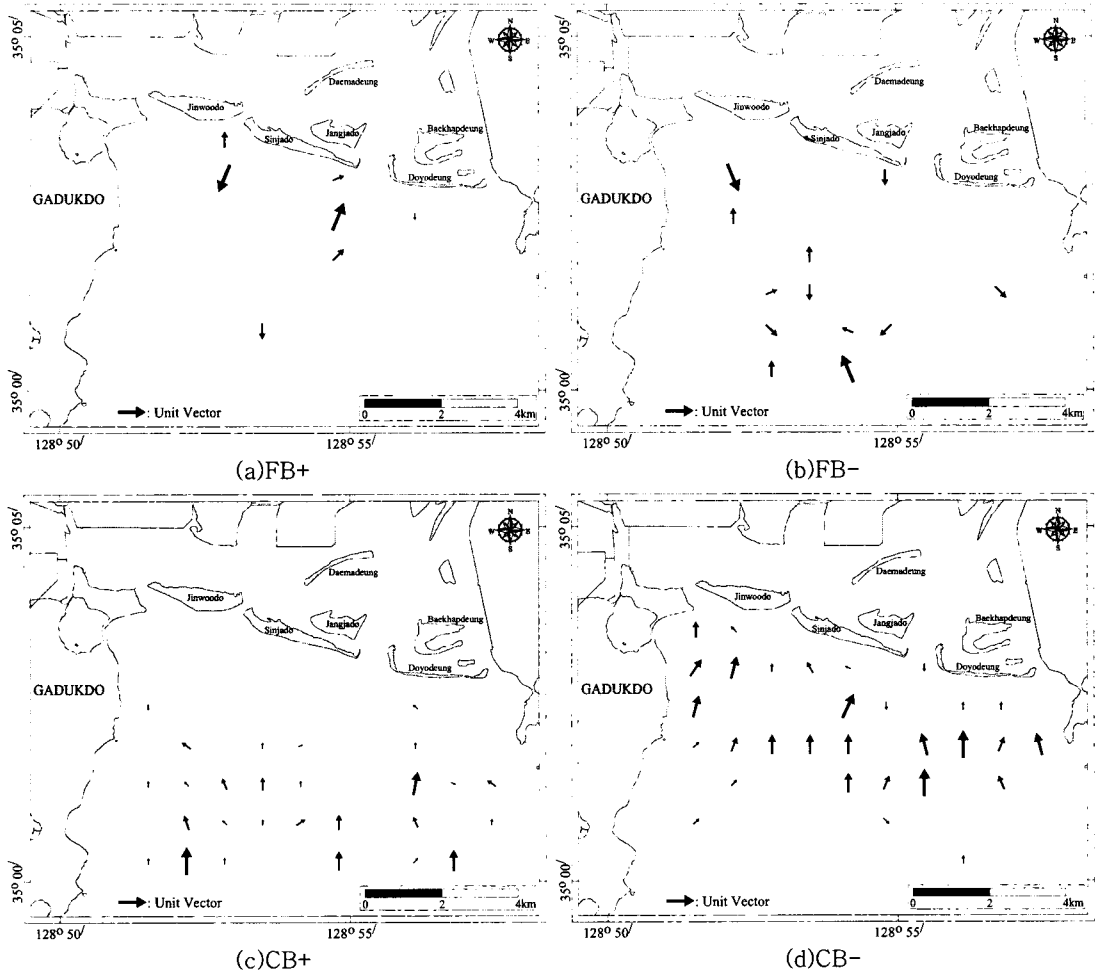 35° 05′
N
W E
S
Daemadeung
Jinwoodo
Sinjado
Jangjado
Baekhapdeung
Doyodeung
GADUKDO
35° 00′
: Unit Vector
0 2 4km
128° 50′ 128° 55′
(a)FB+
35° 05′
N
W E
S
Daemadeung
Jinwoodo
Sinjado
Jangjado
Baekhapdeung
Doyodeung
GADUKDO
35° 00′
: Unit Vector
0 2 4km
128° 50′ 128° 55′
(b)FB-
35° 05′
N
W E
S
Daemadeung
Jinwoodo
Sinjado
Jangjado
Baekhapdeung
Doyodeung
GADUKDO
35° 00′
: Unit Vector
0 2 4km
128° 50′ 128° 55′
(c)CB+
35° 05′
N
W E
S
Daemadeung
Jinwoodo
Sinjado
Jangjado
Baekhapdeung
Doyodeung
GADUKDO
35° 00′
: Unit Vector
0 2 4km
128° 50′ 128° 55′
(d)CB-